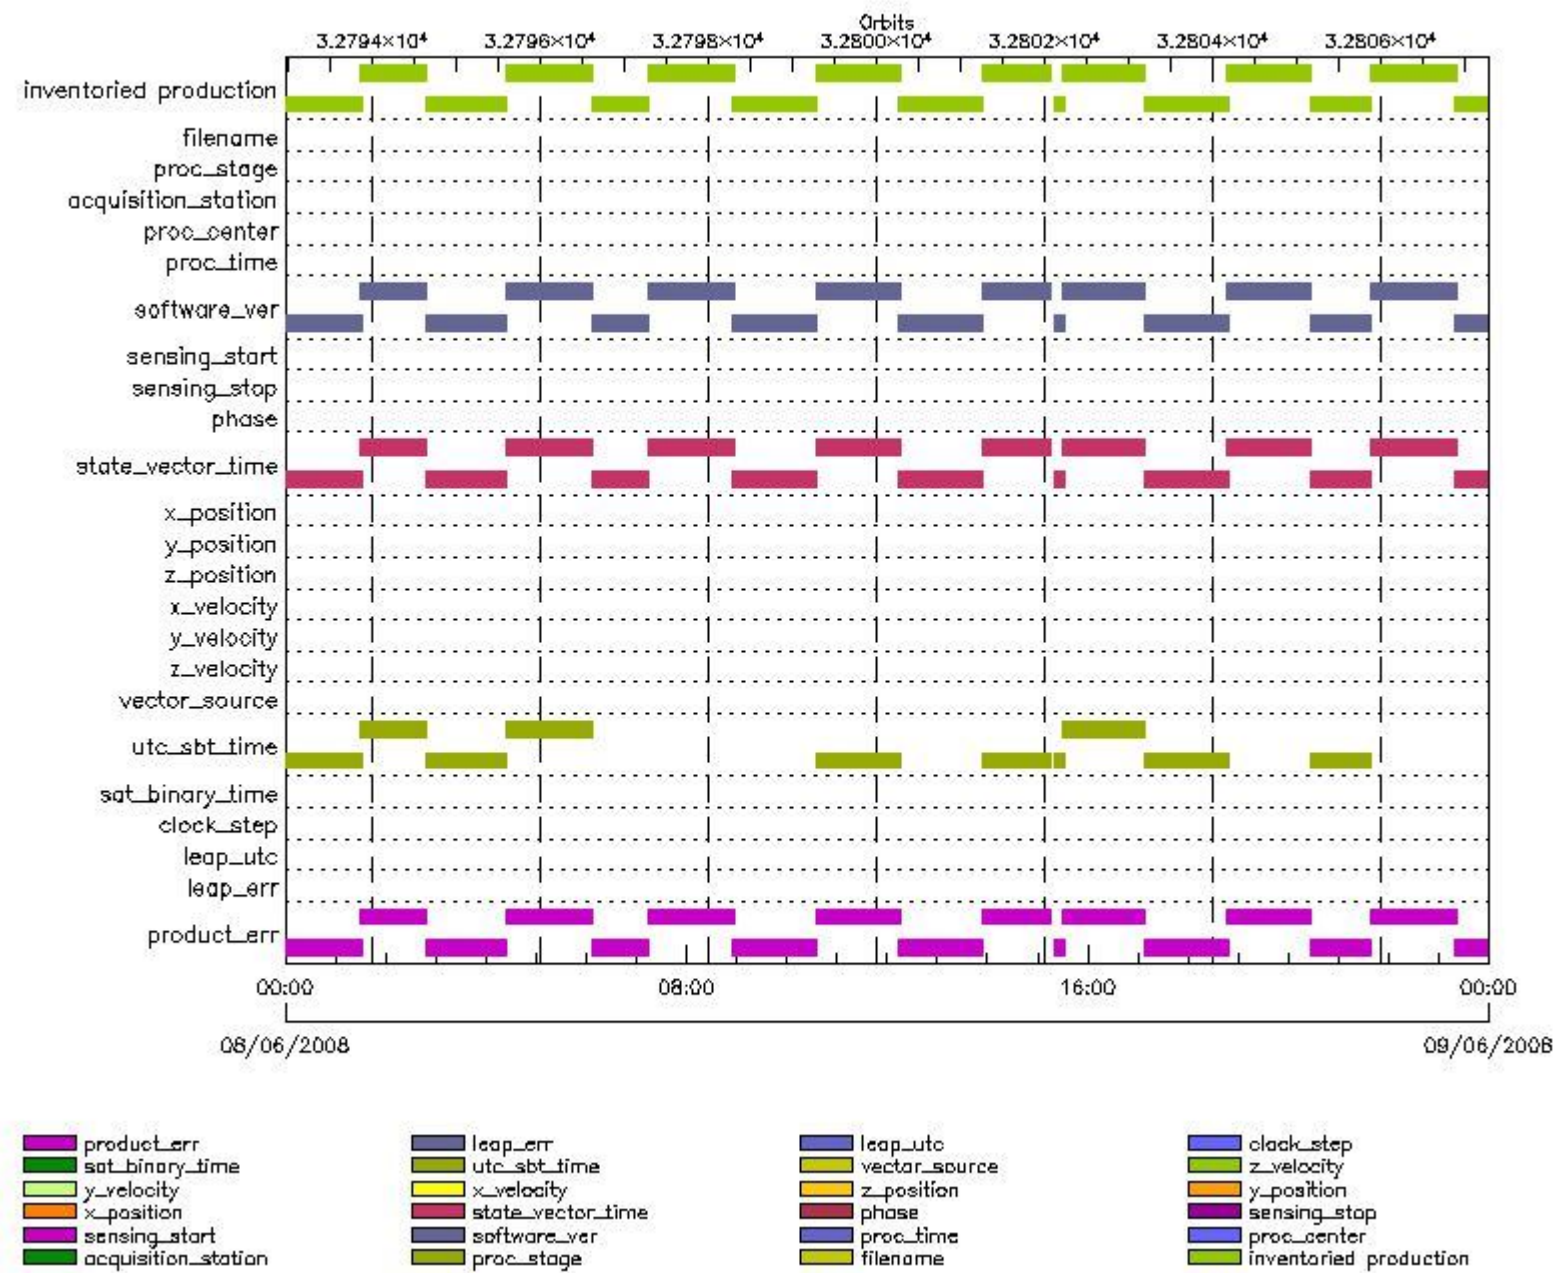 Orbits
3.2794×10⁴ 3.2796×10⁴ 3.2798×10⁴ 3.2800×10⁴ 3.2802×10⁴ 3.2804×10⁴ 3.2806×10⁴
inventoried production
filename
proc_stage
acquisition_station
proc_center
proc_time
software_ver
sensing_start
sensing_stop
phase
state_vector_time
x_position
y_position
z_position
x_velocity
y_velocity
z_velocity
vector_source
utc_sbt_time
sat_binary_time
clock_step
leap_utc
leap_err
product_err
00:00 08:00 16:00 00:00
08/06/2008 09/06/2008
product_err leap_err leap_utc clock_step
sat_binary_time utc_sbt_time vector_source z_velocity
y_velocity x_velocity z_position y_position
x_position state_vector_time phase sensing_stop
sensing_start software_ver proc_time proc_center
acquisition_station proc_stage filename inventoried production